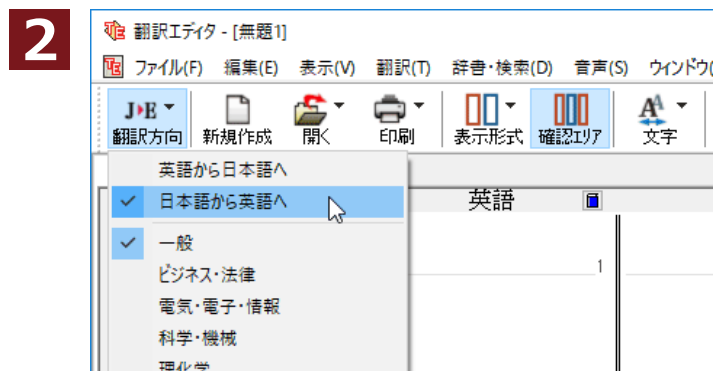 2
翻訳エディタ - [無題1]
ファイル(F) 編集(E) 表示(V) 翻訳(T) 辞書・検索(D) 音声(S) ウィンドウ(
J▸E
翻訳方向 新規作成 開く 印刷 表示形式 確認エリア 文字
英語から日本語へ
日本語から英語へ 英語
一般
1
ビジネス・法律
電気・電子・情報
科学・機械
理化学